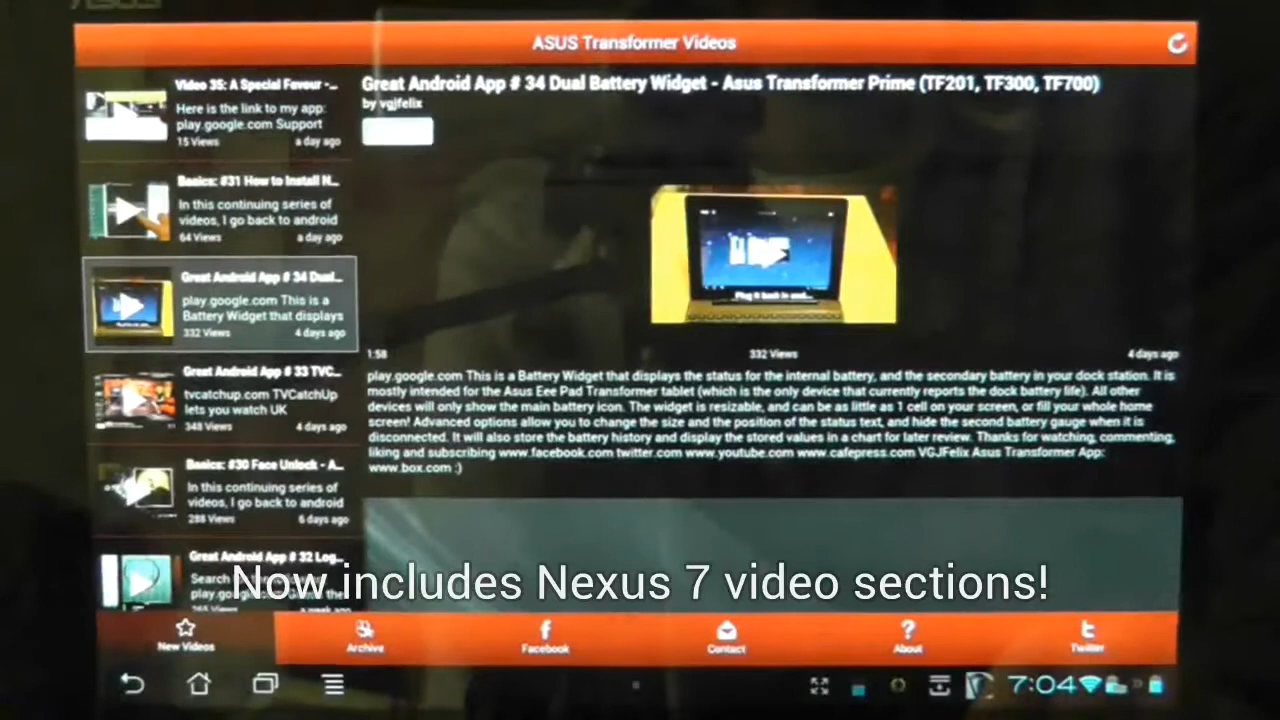 ASUS
ASUS Transformer Videos
Video 35: A Special Favour -...
Here is the link to my app:
play.google.com Support
15 Views a day ago
Basics: #31 How to Install N...
In this continuing series of
videos, I go back to android
64 Views a day ago
Great Android App # 34 Dual...
play.google.com This is a
Battery Widget that displays
332 Views 4 days ago
Great Android App # 33 TVC...
tvcatchup.com TVCatchUp
lets you watch UK
348 Views 4 days ago
Basics: #30 Face Unlock - A...
In this continuing series of
videos, I go back to android
288 Views 6 days ago
Great Android App # 32 Log...
Search
play.google
265 Views a week ago
Great Android App # 34 Dual Battery Widget - Asus Transformer Prime (TF201, TF300, TF700)
by vgjfelix
Plug it back in and...
1:58 332 Views 4 days ago
play.google.com This is a Battery Widget that displays the status for the internal battery, and the secondary battery in your dock station. It is
mostly intended for the Asus Eee Pad Transformer tablet (which is the only device that currently reports the dock battery life). All other
devices will only show the main battery icon. The widget is resizable, and can be as little as 1 cell on your screen, or fill your whole home
screen! Advanced options allow you to change the size and the position of the status text, and hide the second battery gauge when it is
disconnected. It will also store the battery history and display the stored values in a chart for later review. Thanks for watching, commenting,
liking and subscribing www.facebook.com twitter.com www.youtube.com www.cafepress.com VGJFelix Asus Transformer App:
www.box.com :)
Now includes Nexus 7 video sections!
New Videos Archive Facebook Contact About Twitter
7:04